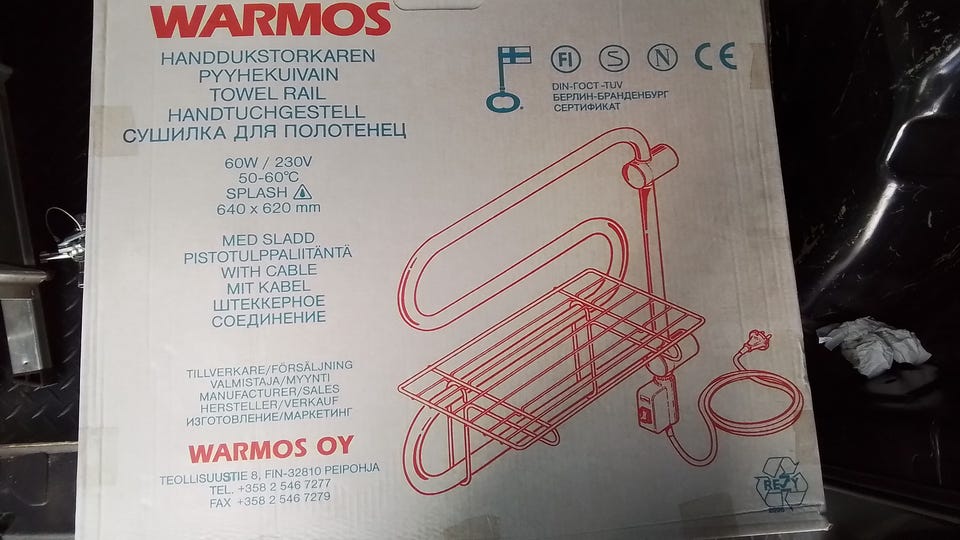 WARMOS
HANDDUKSTORKAREN
PYYHEKUIVAIN
TOWEL RAIL
HANDTUCHGESTELL
СУШИЛКА ДЛЯ ПОЛОТЕНЕЦ
60W / 230V
50-60°C
SPLASH
640 x 620 mm
MED SLADD
PISTOTULPPALIITÄNTÄ
WITH CABLE
MIT KABEL
ШТЕККЕРНОЕ
СОЕДИНЕНИЕ
TILLVERKARE/FÖRSÄLJNING
VALMISTAJA/MYYNTI
MANUFACTURER/SALES
HERSTELLER/VERKAUF
ИЗГОТОВЛЕНИЕ/МАРКЕТИНГ
WARMOS OY
TEOLLISUUSTIE 8, FIN-32810 PEIPOHJA
TEL. +358 2 546 7277
FAX +358 2 546 7279
FI S N CE
DIN-ГОСТ-TUV
БЕРЛИН-БРАНДЕНБУРГ
СЕРТИФИКАТ
REZY